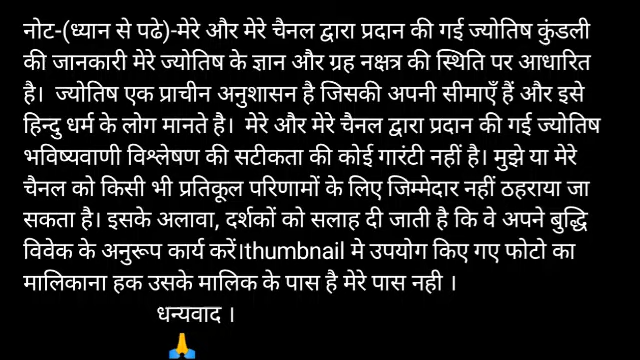 नोट-(ध्यान से पढे)-मेरे और मेरे चैनल द्वारा प्रदान की गई ज्योतिष कुंडली
की जानकारी मेरे ज्योतिष के ज्ञान और ग्रह नक्षत्र की स्थिति पर आधारित
है। ज्योतिष एक प्राचीन अनुशासन है जिसकी अपनी सीमाएँ हैं और इसे
हिन्दु धर्म के लोग मानते है। मेरे और मेरे चैनल द्वारा प्रदान की गई ज्योतिष
भविष्यवाणी विश्लेषण की सटीकता की कोई गारंटी नहीं है। मुझे या मेरे
चैनल को किसी भी प्रतिकूल परिणामों के लिए जिम्मेदार नहीं ठहराया जा
सकता है। इसके अलावा, दर्शकों को सलाह दी जाती है कि वे अपने बुद्धि
विवेक के अनुरूप कार्य करें।thumbnail मे उपयोग किए गए फोटो का
मालिकाना हक उसके मालिक के पास है मेरे पास नही ।
धन्यवाद ।
🙏